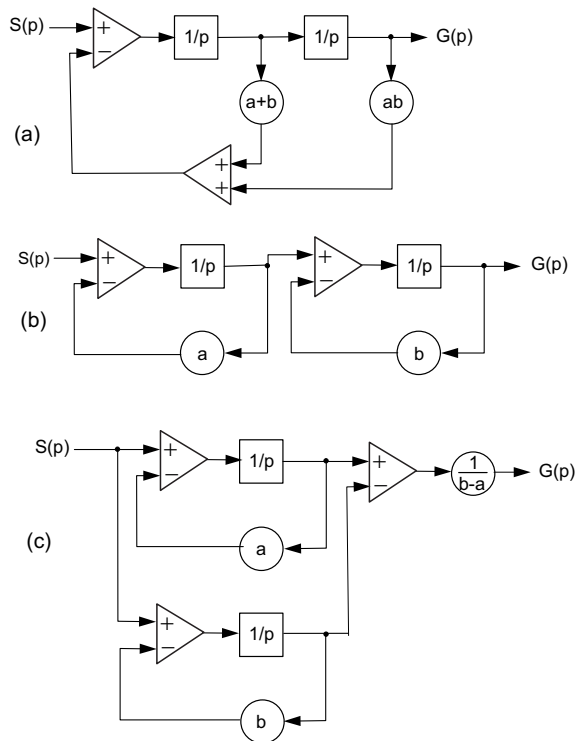 S(p) + − 1/p 1/p G(p)
a+b ab
(a)
+
+
S(p) + − 1/p + − 1/p G(p)
(b)
a b
S(p) + − 1/p + − 1/b-a G(p)
a
(c)
+ − 1/p
b